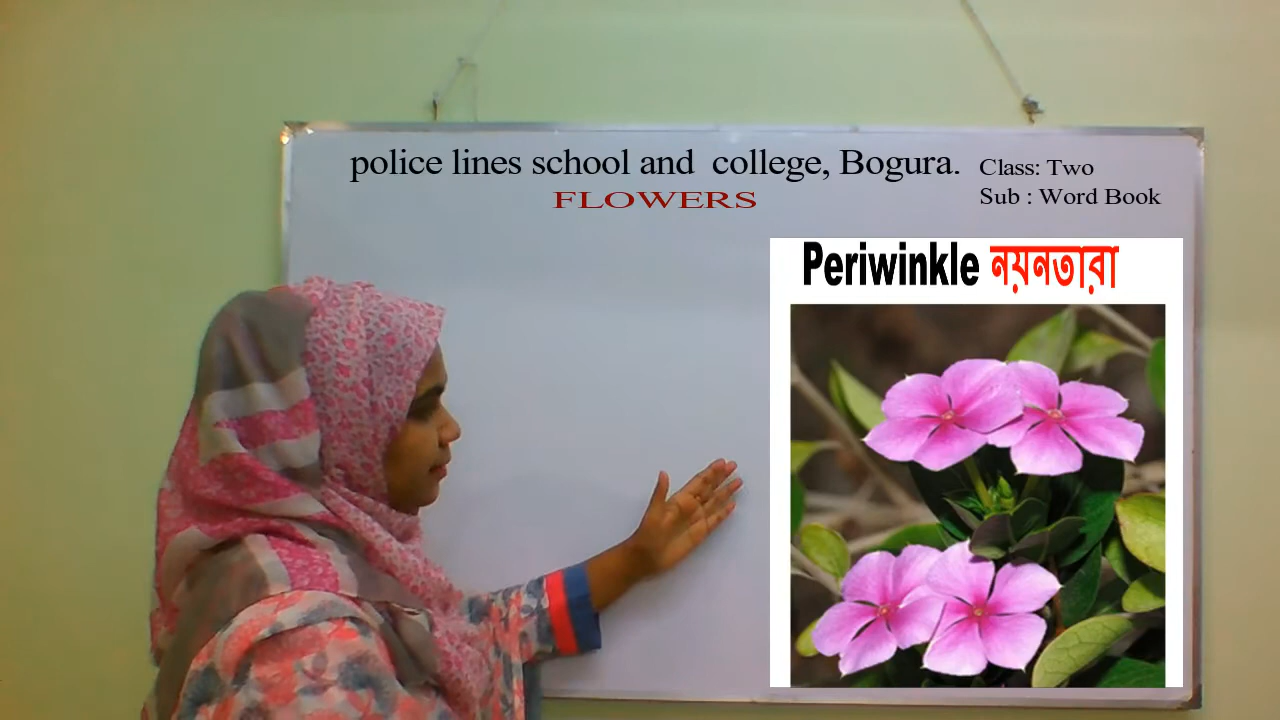 police lines school and college, Bogura.
FLOWERS
Class: Two
Sub : Word Book
Periwinkle নয়নতারা